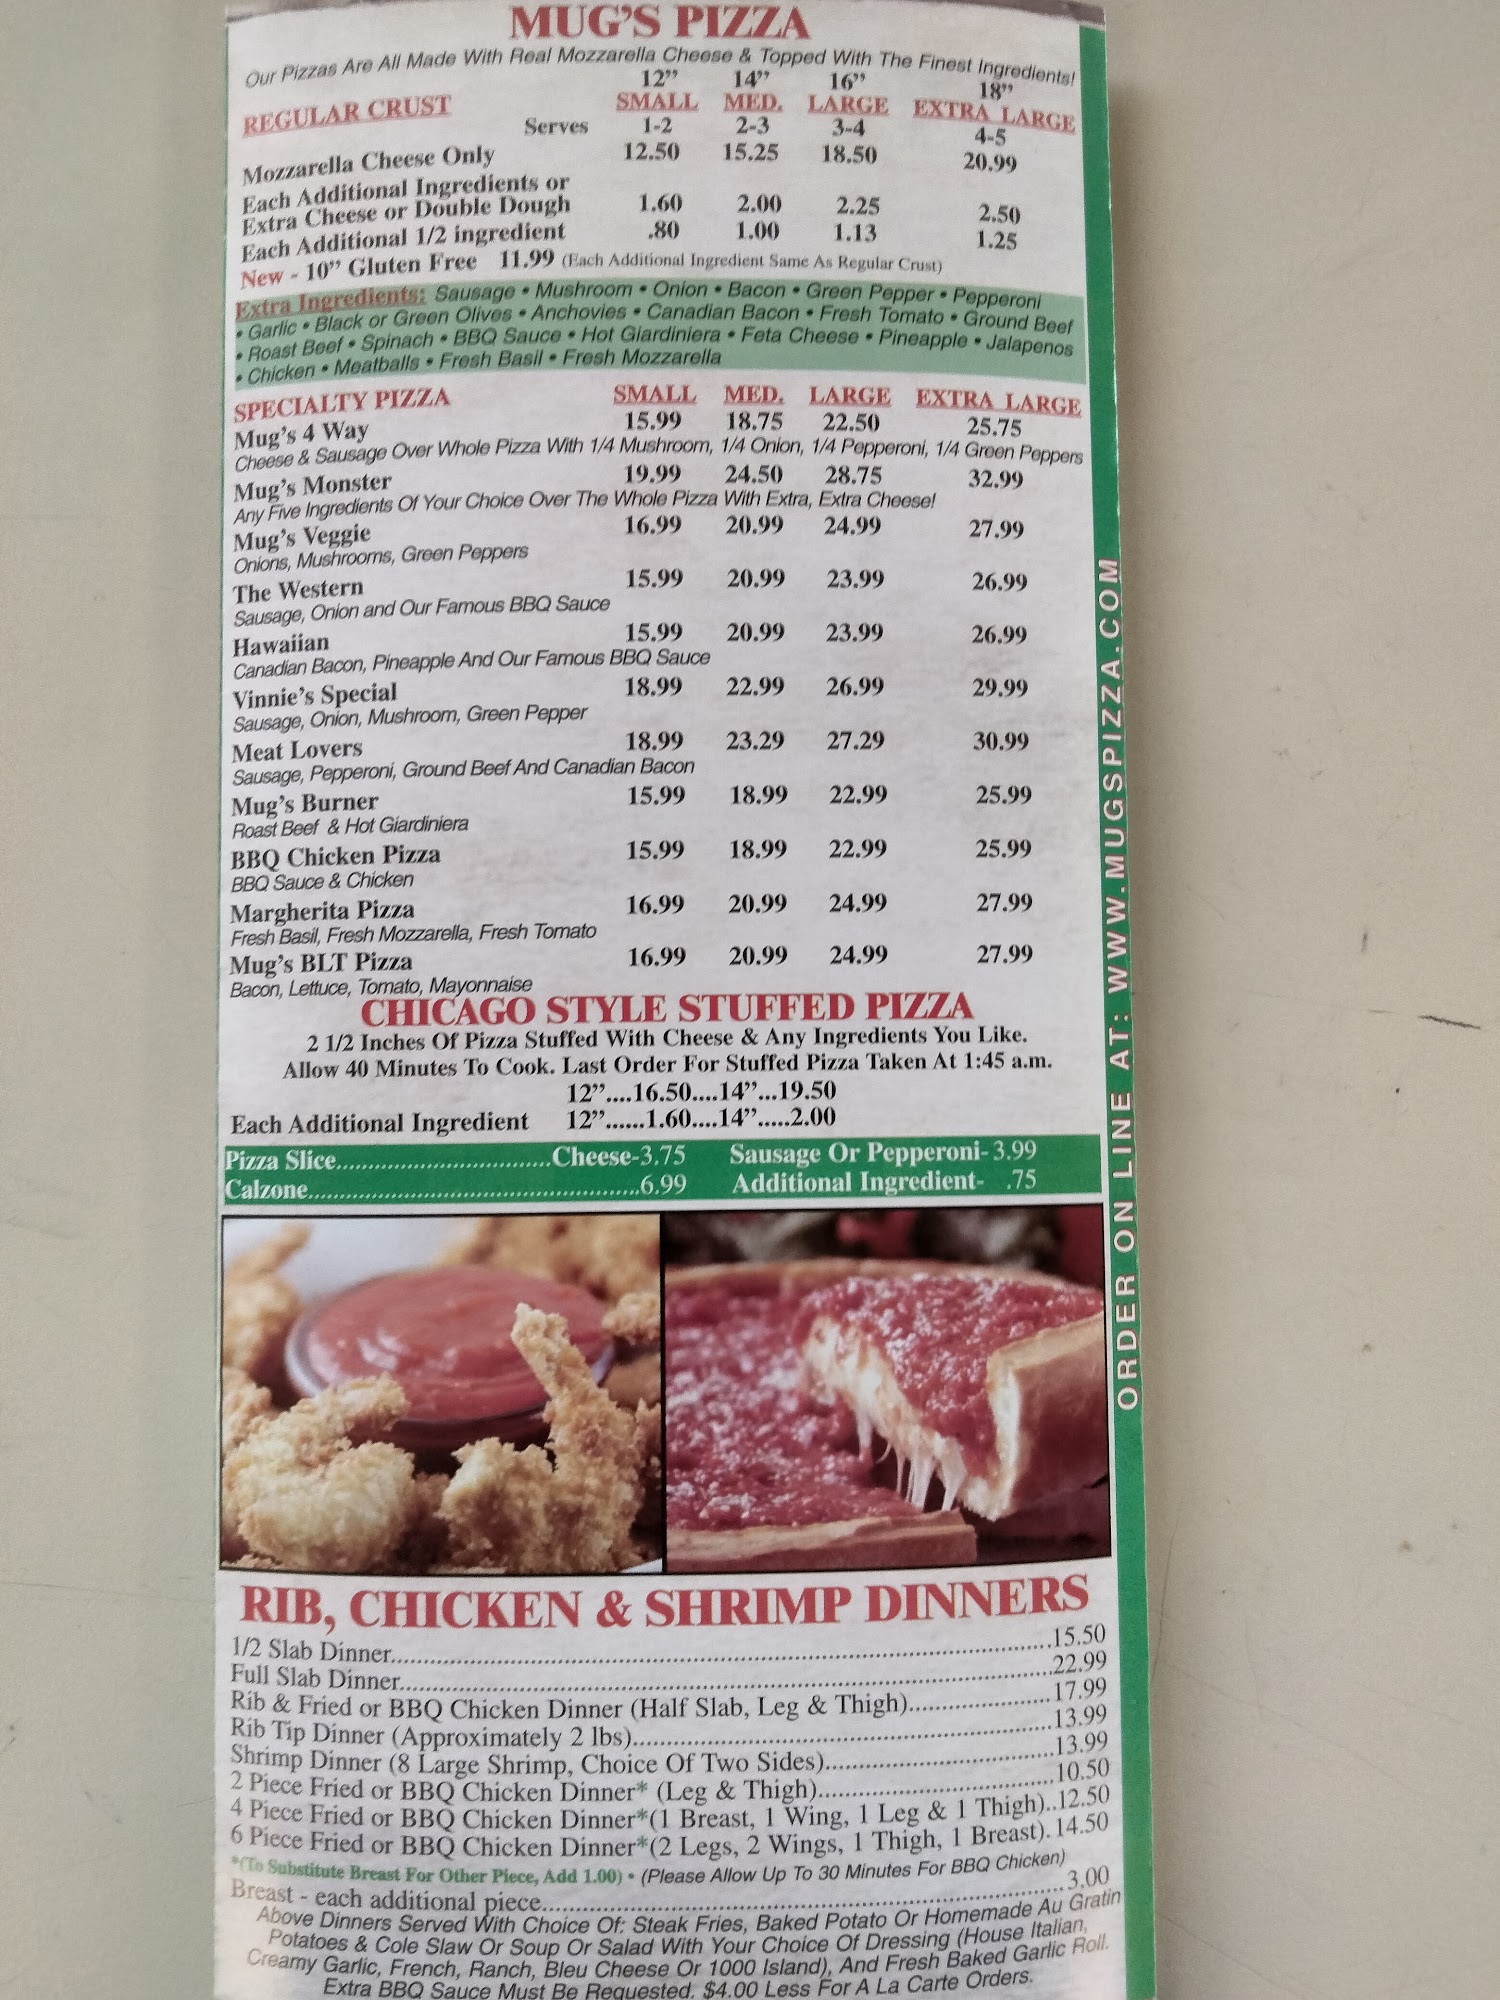 MUG'S PIZZA
Our Pizzas Are All Made With Real Mozzarella Cheese & Topped With The Finest Ingredients!
12" 14" 16" 18"
REGULAR CRUST SMALL MED. LARGE EXTRA LARGE
Serves 1-2 2-3 3-4 4-5
Mozzarella Cheese Only 12.50 15.25 18.50 20.99
Each Additional Ingredients or
Extra Cheese or Double Dough 1.60 2.00 2.25 2.50
Each Additional 1/2 ingredient .80 1.00 1.13 1.25
New - 10" Gluten Free 11.99 (Each Additional Ingredient Same As Regular Crust)
Extra Ingredients: Sausage • Mushroom • Onion • Bacon • Green Pepper • Pepperoni
• Garlic • Black or Green Olives • Anchovies • Canadian Bacon • Fresh Tomato • Ground Beef
• Roast Beef • Spinach • BBQ Sauce • Hot Giardiniera • Feta Cheese • Pineapple • Jalapenos
• Chicken • Meatballs • Fresh Basil • Fresh Mozzarella
SPECIALTY PIZZA SMALL MED. LARGE EXTRA LARGE
Mug's 4 Way 15.99 18.75 22.50 25.75
Cheese & Sausage Over Whole Pizza With 1/4 Mushroom, 1/4 Onion, 1/4 Pepperoni, 1/4 Green Peppers
Mug's Monster 19.99 24.50 28.75 32.99
Any Five Ingredients Of Your Choice Over The Whole Pizza With Extra, Extra Cheese!
Mug's Veggie 16.99 20.99 24.99 27.99
Onions, Mushrooms, Green Peppers
The Western 15.99 20.99 23.99 26.99
Sausage, Onion and Our Famous BBQ Sauce
Hawaiian 15.99 20.99 23.99 26.99
Canadian Bacon, Pineapple And Our Famous BBQ Sauce
Vinnie's Special 18.99 22.99 26.99 29.99
Sausage, Onion, Mushroom, Green Pepper
Meat Lovers 18.99 23.29 27.29 30.99
Sausage, Pepperoni, Ground Beef And Canadian Bacon
Mug's Burner 15.99 18.99 22.99 25.99
Roast Beef & Hot Giardiniera
BBQ Chicken Pizza 15.99 18.99 22.99 25.99
BBQ Sauce & Chicken
Margherita Pizza 16.99 20.99 24.99 27.99
Fresh Basil, Fresh Mozzarella, Fresh Tomato
Mug's BLT Pizza 16.99 20.99 24.99 27.99
Bacon, Lettuce, Tomato, Mayonnaise
CHICAGO STYLE STUFFED PIZZA
2 1/2 Inches Of Pizza Stuffed With Cheese & Any Ingredients You Like.
Allow 40 Minutes To Cook. Last Order For Stuffed Pizza Taken At 1:45 a.m.
12"....16.50....14"...19.50
Each Additional Ingredient 12"......1.60....14".....2.00
Pizza Slice..................................Cheese-3.75 Sausage Or Pepperoni- 3.99
Calzone....................................................6.99 Additional Ingredient- .75
ORDER ON LINE AT: WWW.MUGSPIZZA.COM
RIB, CHICKEN & SHRIMP DINNERS
1/2 Slab Dinner....................15.50
Full Slab Dinner....................22.99
Rib & Fried or BBQ Chicken Dinner (Half Slab, Leg & Thigh)....................17.99
Rib Tip Dinner (Approximately 2 lbs)....................13.99
Shrimp Dinner (8 Large Shrimp, Choice Of Two Sides)....................13.99
2 Piece Fried or BBQ Chicken Dinner* (Leg & Thigh)....................10.50
4 Piece Fried or BBQ Chicken Dinner*(1 Breast, 1 Wing, 1 Leg & 1 Thigh)..12.50
6 Piece Fried or BBQ Chicken Dinner*(2 Legs, 2 Wings, 1 Thigh, 1 Breast). 14.50
*(To Substitute Breast For Other Piece, Add 1.00) • (Please Allow Up To 30 Minutes For BBQ Chicken)
Breast - each additional piece....................3.00
Above Dinners Served With Choice Of: Steak Fries, Baked Potato Or Homemade Au Gratin
Potatoes & Cole Slaw Or Soup Or Salad With Your Choice Of Dressing (House Italian,
Creamy Garlic, French, Ranch, Bleu Cheese Or 1000 Island), And Fresh Baked Garlic Roll.
Extra BBQ Sauce Must Be Requested. $4.00 Less For A La Carte Orders.